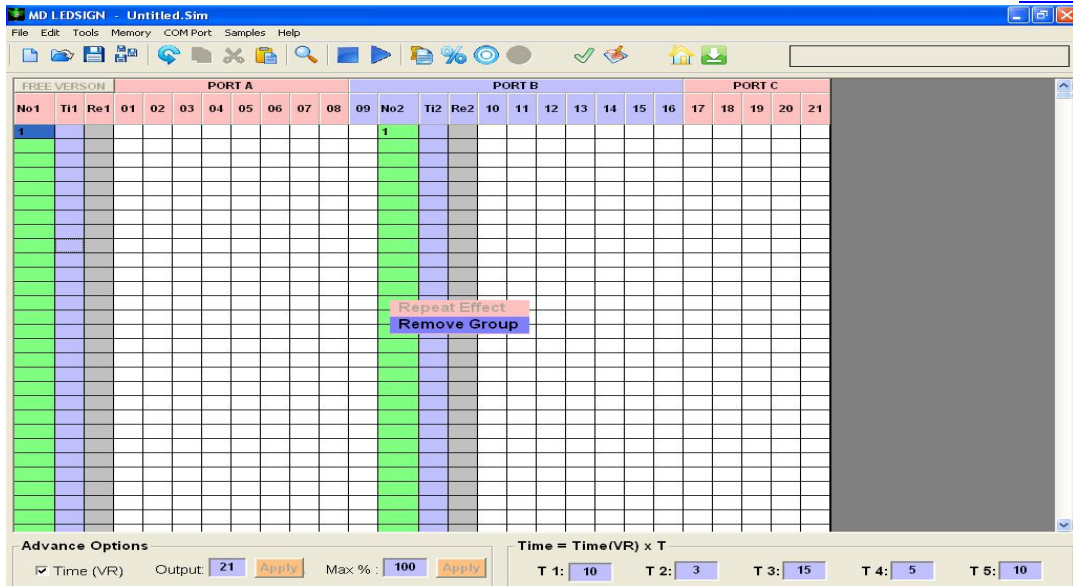 MD LEDSIGN - Untitled.Sim
File Edit Tools Memory COM Port Samples Help
FREE VERSON PORT A PORT B PORT C
No1 Ti1 Re1 01 02 03 04 05 06 07 08 09 No2 Ti2 Re2 10 11 12 13 14 15 16 17 18 19 20 21
1 1
Repeat Effect
Remove Group
Advance Options Time = Time(VR) x T
Time (VR) Output: 21 Apply Max % : 100 Apply T 1: 10 T 2: 3 T 3: 15 T 4: 5 T 5: 10